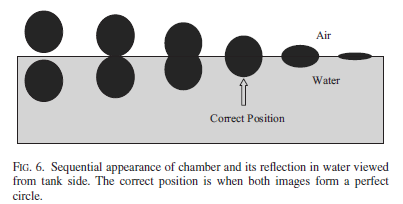 Air
Water
Correct Position
FIG. 6. Sequential appearance of chamber and its reflection in water viewed
from tank side. The correct position is when both images form a perfect
circle.